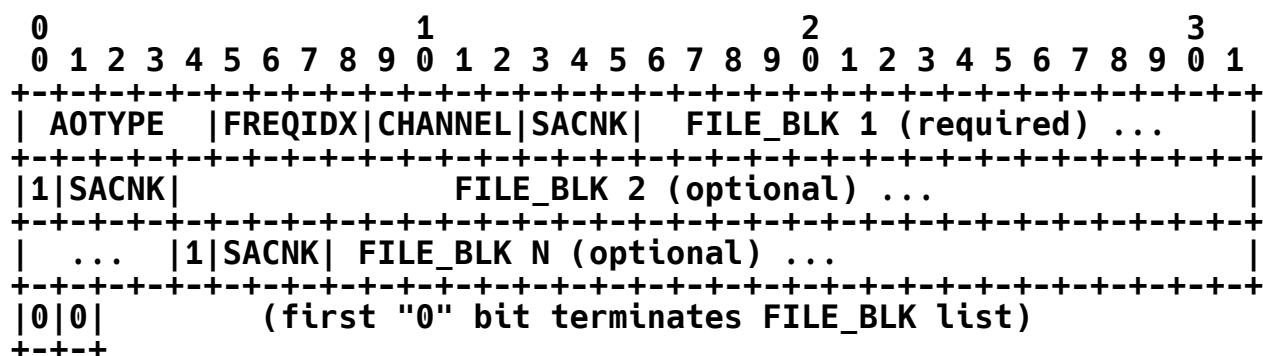 0                   1                   2                   3
 0 1 2 3 4 5 6 7 8 9 0 1 2 3 4 5 6 7 8 9 0 1 2 3 4 5 6 7 8 9 0 1
+-+-+-+-+-+-+-+-+-+-+-+-+-+-+-+-+-+-+-+-+-+-+-+-+-+-+-+-+-+-+-+-+
| AOTYPE  |FREQIDX|CHANNEL|SACNK|  FILE_BLK 1 (required) ...    |
+-+-+-+-+-+-+-+-+-+-+-+-+-+-+-+-+-+-+-+-+-+-+-+-+-+-+-+-+-+-+-+-+
|1|SACNK|              FILE_BLK 2 (optional) ...                |
+-+-+-+-+-+-+-+-+-+-+-+-+-+-+-+-+-+-+-+-+-+-+-+-+-+-+-+-+-+-+-+-+
|  ...  |1|SACNK| FILE_BLK N (optional) ...                     |
+-+-+-+-+-+-+-+-+-+-+-+-+-+-+-+-+-+-+-+-+-+-+-+-+-+-+-+-+-+-+-+-+
|0|0|        (first "0" bit terminates FILE_BLK list)
+-+-+